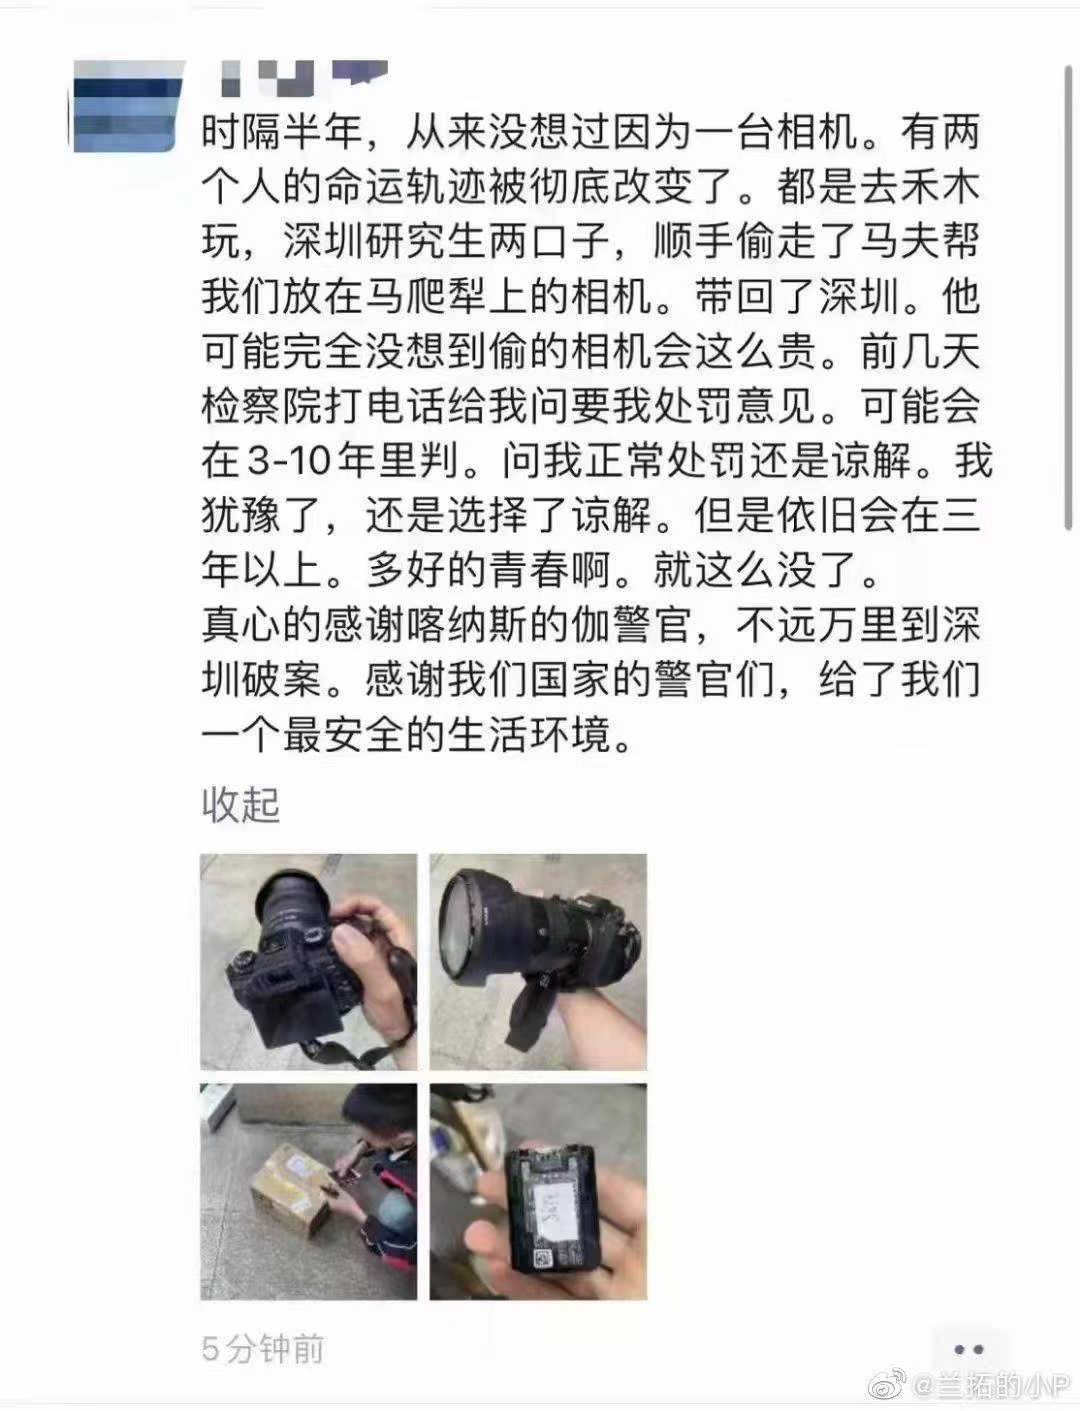 时隔半年，从来没想过因为一台相机。有两
个人的命运轨迹被彻底改变了。都是去禾木
玩，深圳研究生两口子，顺手偷走了马夫帮
我们放在马爬犁上的相机。带回了深圳。他
可能完全没想到偷的相机会这么贵。前几天
检察院打电话给我问要我处罚意见。可能会
在3-10年里判。问我正常处罚还是谅解。我
犹豫了，还是选择了谅解。但是依旧会在三
年以上。多好的青春啊。就这么没了。
真心的感谢喀纳斯的伽警官，不远万里到深
圳破案。感谢我们国家的警官们，给了我们
一个最安全的生活环境。
收起
5分钟前
@兰拓的小P